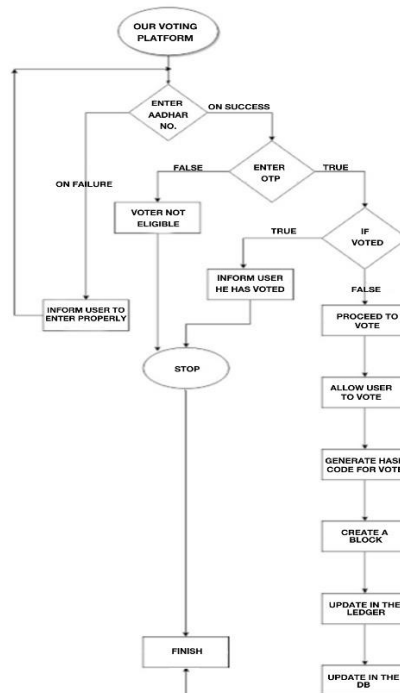 OUR VOTING
PLATFORM
ENTER
AADHAR
NO.
ON SUCCESS
ON FAILURE
FALSE
ENTER
OTP
TRUE
VOTER NOT
ELIGIBLE
TRUE
IF
VOTED
INFORM USER
HE HAS VOTED
FALSE
INFORM USER TO
ENTER PROPERLY
PROCEED TO
VOTE
STOP
ALLOW USER
TO VOTE
GENERATE HASH
CODE FOR VOTE
CREATE A
BLOCK
UPDATE IN THE
LEDGER
FINISH
UPDATE IN THE
DB